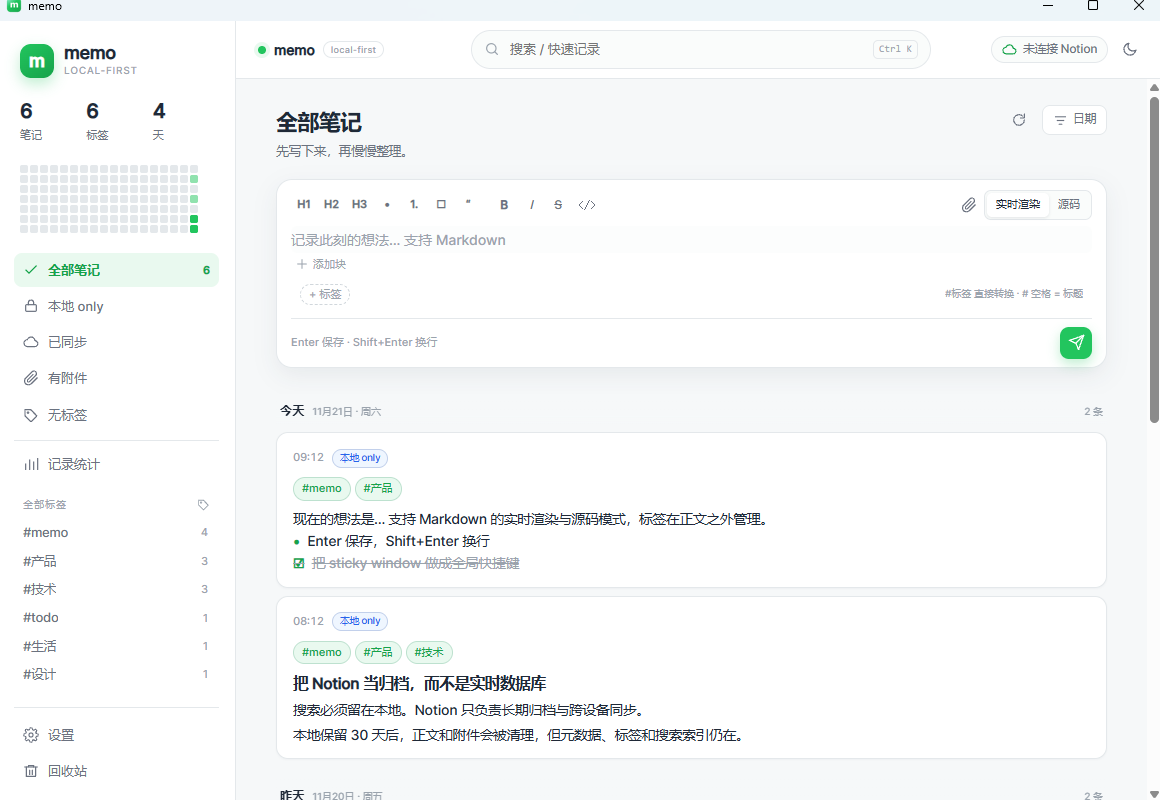 m memo
m memo
LOCAL-FIRST
6 6 4
笔记 标签 天
全部笔记 6
本地 only
已同步
有附件
无标签
记录统计
全部标签
#memo 4
#产品 3
#技术 3
#todo 1
#生活 1
#设计 1
设置
回收站
memo local-first
搜索 / 快速记录 Ctrl K
未连接 Notion
全部笔记
日期
先写下来，再慢慢整理。
H1 H2 H3 • 1. " B I S </>
实时渲染 源码
记录此刻的想法... 支持 Markdown
+ 添加块
+ 标签
#标签 直接转换 · # 空格 = 标题
Enter 保存 · Shift+Enter 换行
今天 11月21日 · 周六 2 条
09:12 本地 only
#memo #产品
现在的想法是... 支持 Markdown 的实时渲染与源码模式，标签在正文之外管理。
• Enter 保存，Shift+Enter 换行
把 sticky window 做成全局快捷键
08:12 本地 only
#memo #产品 #技术
把 Notion 当归档，而不是实时数据库
搜索必须留在本地。Notion 只负责长期归档与跨设备同步。
本地保留 30 天后，正文和附件会被清理，但元数据、标签和搜索索引仍在。
昨天 11月20日 · 周五 2 条